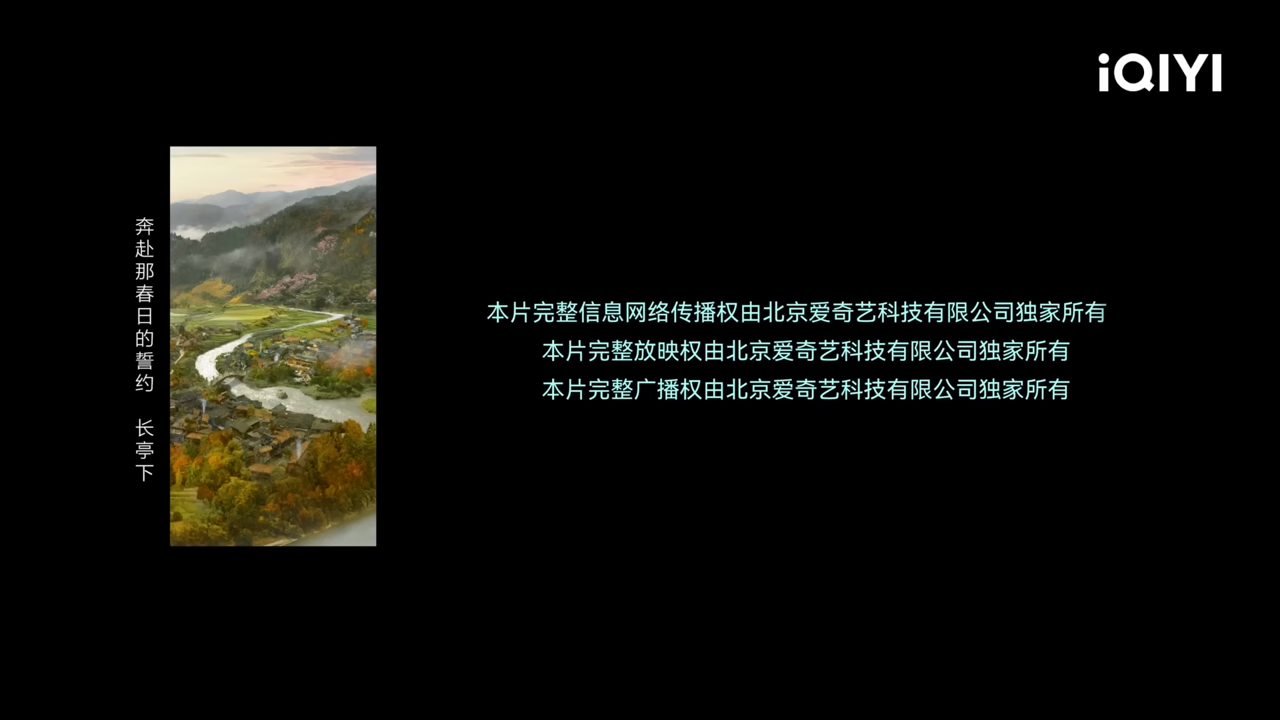 iQIYI
奔赴那春日的誓约 长亭下
本片完整信息网络传播权由北京爱奇艺科技有限公司独家所有
本片完整放映权由北京爱奇艺科技有限公司独家所有
本片完整广播权由北京爱奇艺科技有限公司独家所有